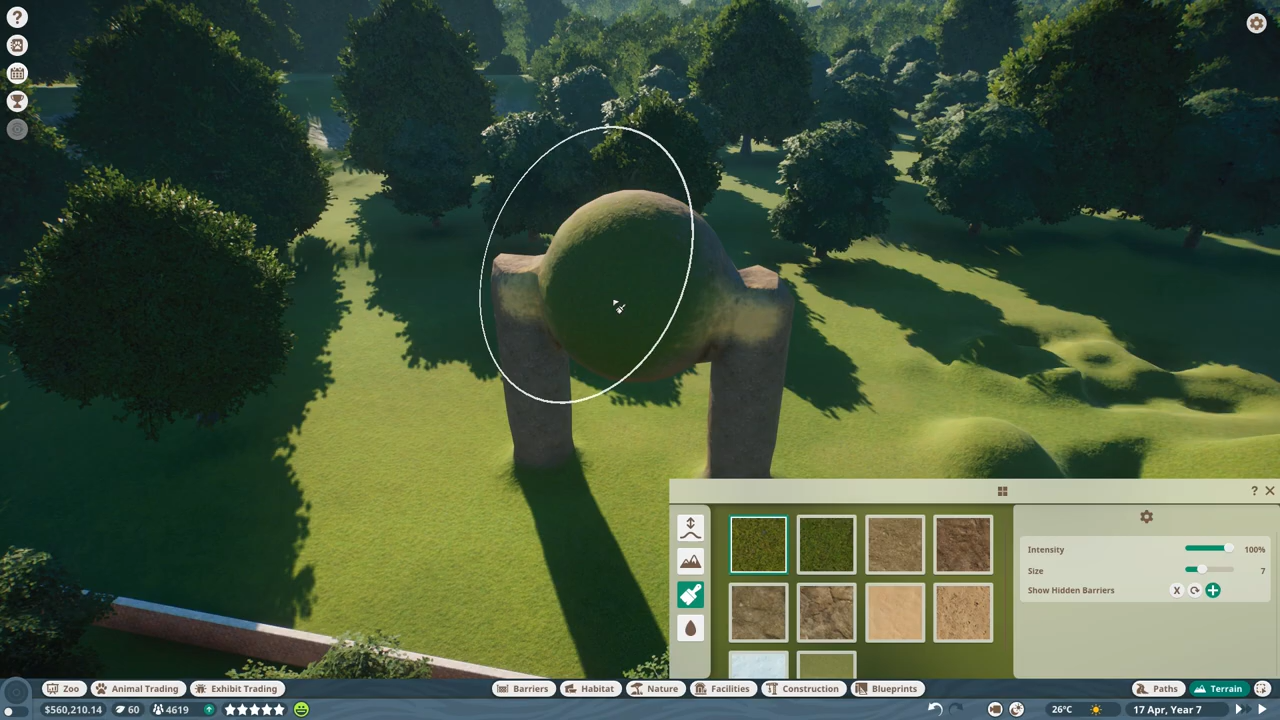 ?
? X
Intensity 100%
Size 7
Show Hidden Barriers X
Zoo Animal Trading Exhibit Trading Barriers Habitat Nature Facilities Construction Blueprints Paths Terrain
$560,210.14 60 4619 26°C 17 Apr, Year 7